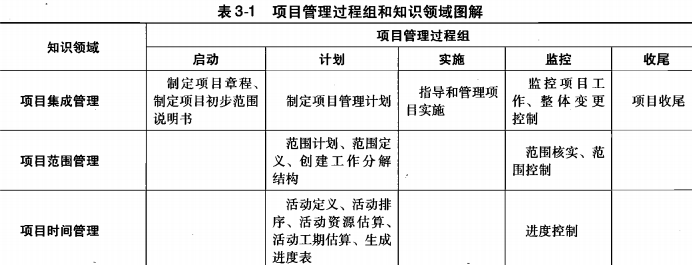 表3-1 项目管理过程组和知识领域图解
知识领域
项目管理过程组
启动 计划 实施 监控 收尾
项目集成管理
制定项目章程、
制定项目初步范围
说明书
制定项目管理计划
指导和管理项
目实施
监控项目工
作、整体变更
控制
项目收尾
项目范围管理
范围计划、范围定
义、创建工作分解
结构
范围核实、范
围控制
项目时间管理
活动定义、活动排
序、活动资源估算、
活动工期估算、生成
进度表
进度控制